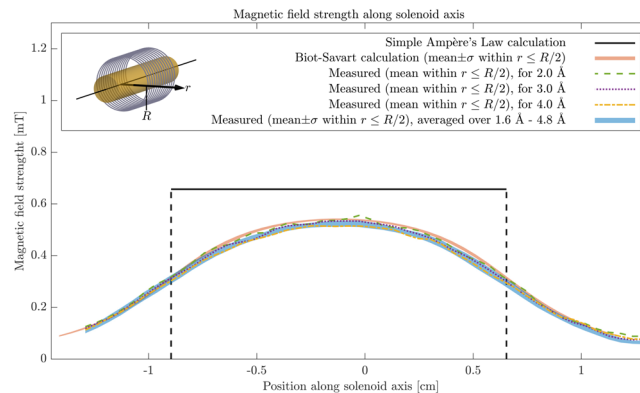 Magnetic field strength along solenoid axis
Simple Ampère's Law calculation
Biot-Savart calculation (mean±σ within r ≤ R/2)
Measured (mean within r ≤ R/2), for 2.0 Å
Measured (mean within r ≤ R/2), for 3.0 Å
Measured (mean within r ≤ R/2), for 4.0 Å
Measured (mean±σ within r ≤ R/2), averaged over 1.6 Å - 4.8 Å
r
R
Magnetic field strenght [mT]
1.2
1
0.8
0.6
0.4
0.2
0
-1
-0.5
0
0.5
1
Position along solenoid axis [cm]